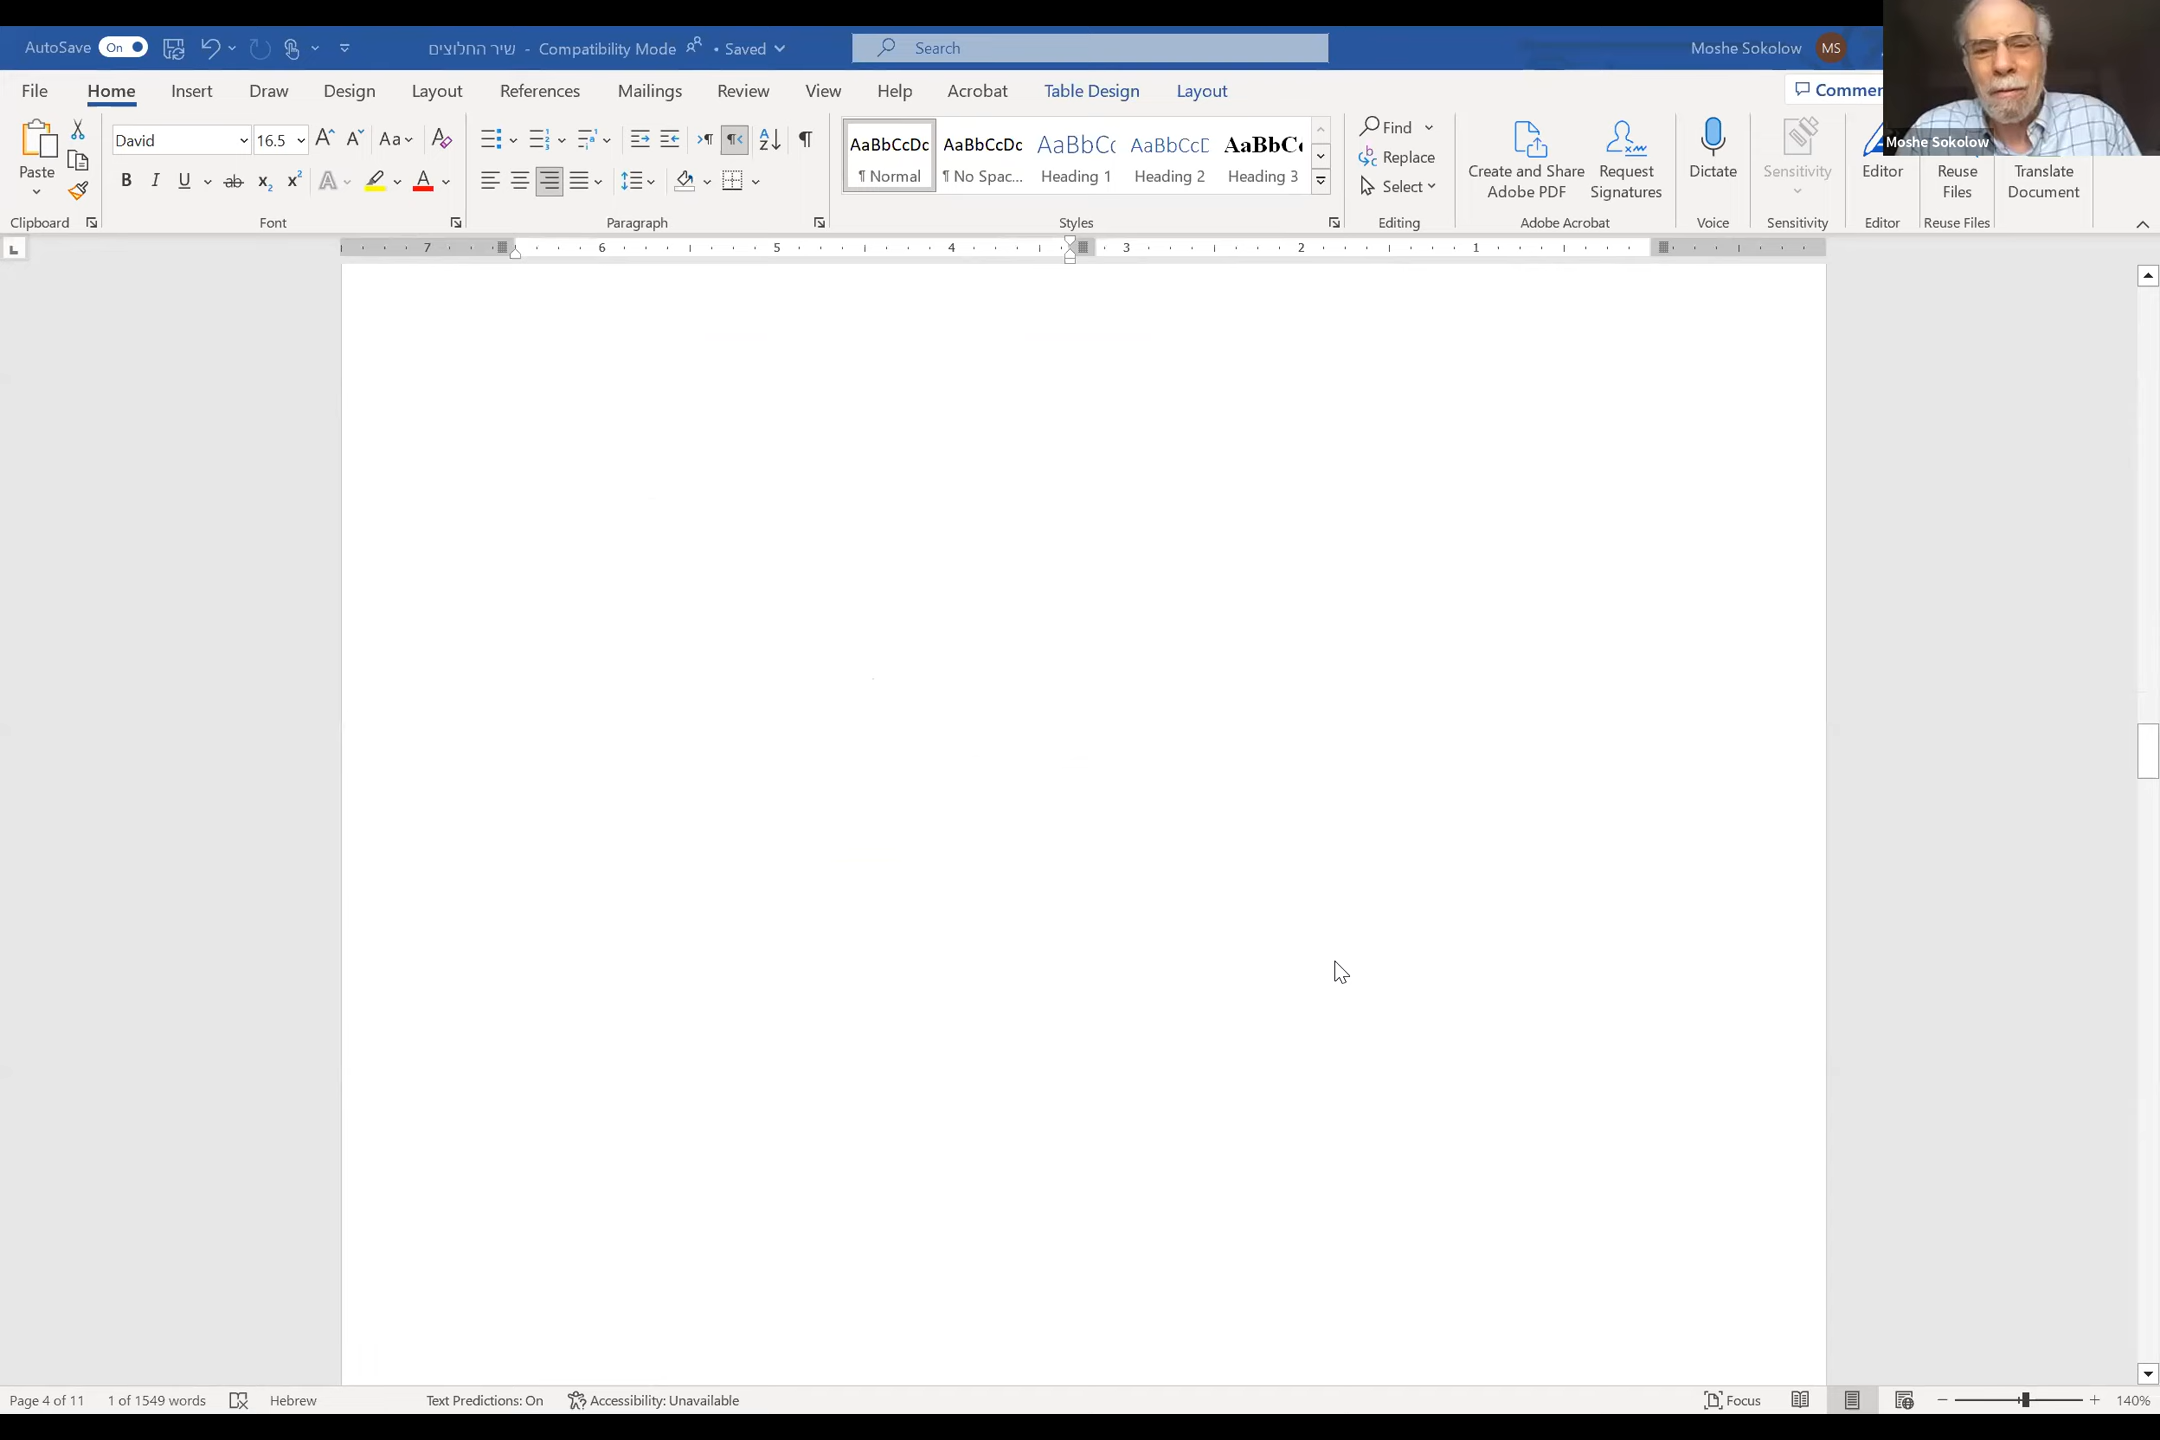 AutoSave On שיר החלוצים - Compatibility Mode • Saved Search Moshe Sokolow MS
File Home Insert Draw Design Layout References Mailings Review View Help Acrobat Table Design Layout
David 16.5 Aa
AaBbCcDc AaBbCcDc AaBbCc AaBbCcD AaBbCc
¶ Normal ¶ No Spac... Heading 1 Heading 2 Heading 3
Paste
Find
Replace
Select
Create and Share Adobe PDF
Request Signatures
Dictate
Sensitivity
Editor
Reuse Files
Translate Document
Clipboard Font Paragraph Styles Editing Adobe Acrobat Voice Sensitivity Editor Reuse Files
Moshe Sokolow
7 6 5 4 3 2 1
Page 4 of 11 1 of 1549 words Hebrew Text Predictions: On Accessibility: Unavailable Focus 140%